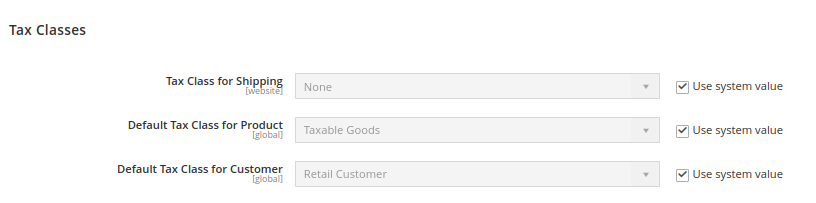 Tax Classes
Tax Class for Shipping
[website]
None
Use system value
Default Tax Class for Product
[global]
Taxable Goods
Use system value
Default Tax Class for Customer
[global]
Retail Customer
Use system value